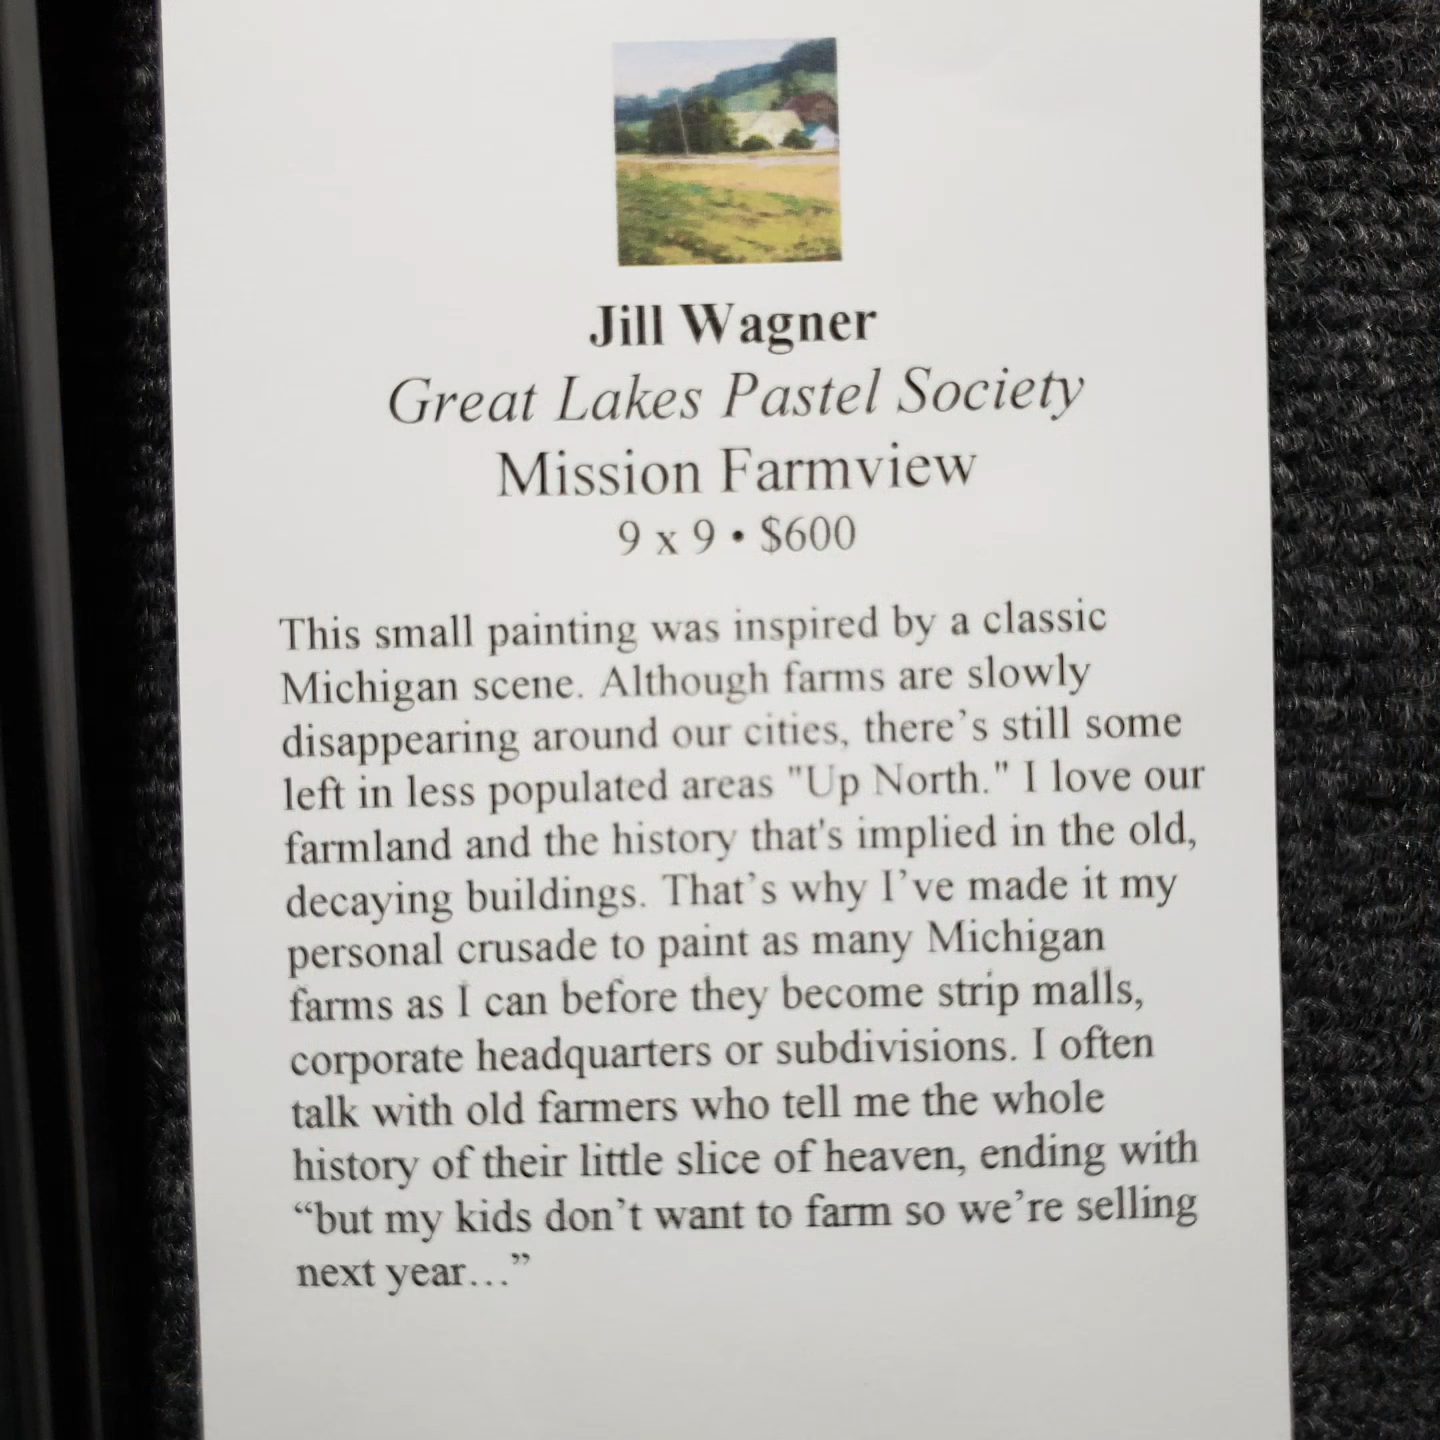 Jill Wagner
Great Lakes Pastel Society
Mission Farmview
9 x 9 • $600
This small painting was inspired by a classic
Michigan scene. Although farms are slowly
disappearing around our cities, there’s still some
left in less populated areas "Up North." I love our
farmland and the history that's implied in the old,
decaying buildings. That’s why I’ve made it my
personal crusade to paint as many Michigan
farms as I can before they become strip malls,
corporate headquarters or subdivisions. I often
talk with old farmers who tell me the whole
history of their little slice of heaven, ending with
“but my kids don’t want to farm so we’re selling
next year…”